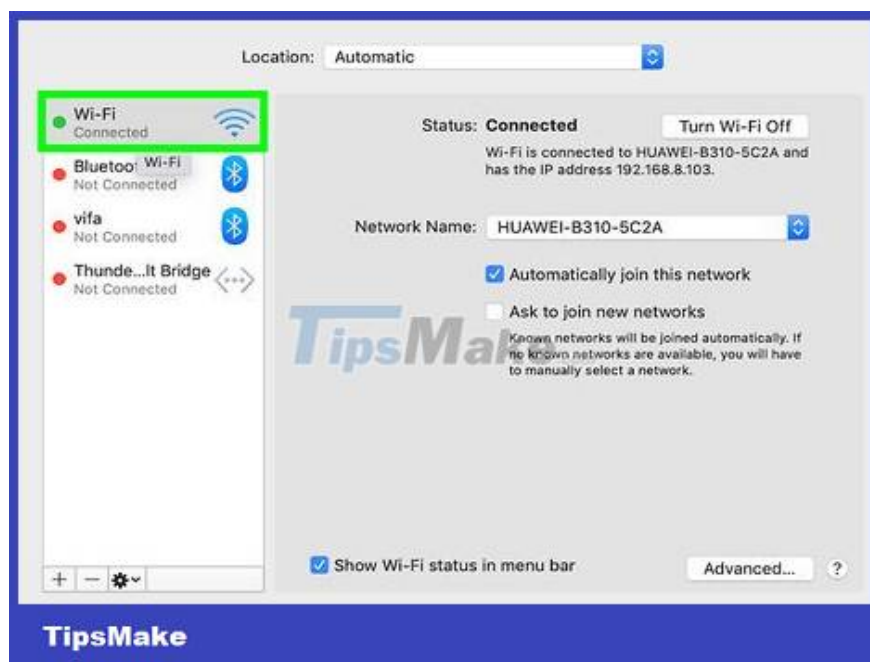 Location: Automatic
Wi-Fi
Connected
Bluetoo
Wi-Fi
Not Connected
vifa
Not Connected
Thunde...lt Bridge
Not Connected
Status: Connected
Turn Wi-Fi Off
Wi-Fi is connected to HUAWEI-B310-5C2A and
has the IP address 192.168.8.103.
Network Name: HUAWEI-B310-5C2A
Automatically join this network
Ask to join new networks
Known networks will be joined automatically. If
no known networks are available, you will have
to manually select a network.
TipsMake
Show Wi-Fi status in menu bar
Advanced...
?
TipsMake